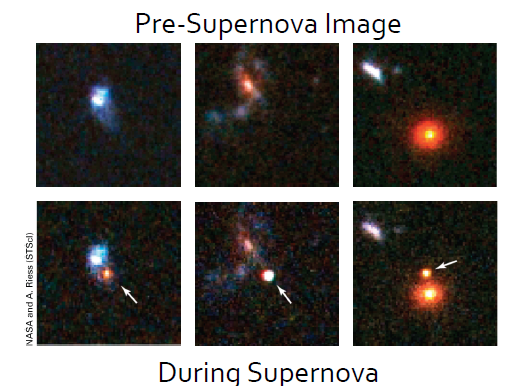 Pre-Supernova Image
NASA and A. Riess (STScI)
During Supernova